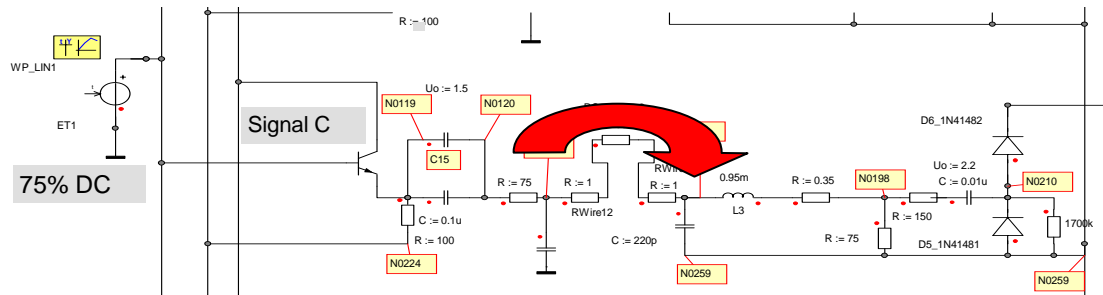 R := 100
WP_LIN1
ET1
75% DC
Signal C
Uo := 1.5
N0119
N0120
C15
R := 75
R := 1
RWire12
C := 0.1u
R := 100
N0224
R := 1
C := 220p
0.95m
L3
R := 0.35
N0198
N0259
R := 75
R := 150
Uo := 2.2
C := 0.01u
D6_1N41482
N0210
D5_1N41481
1700k
N0259